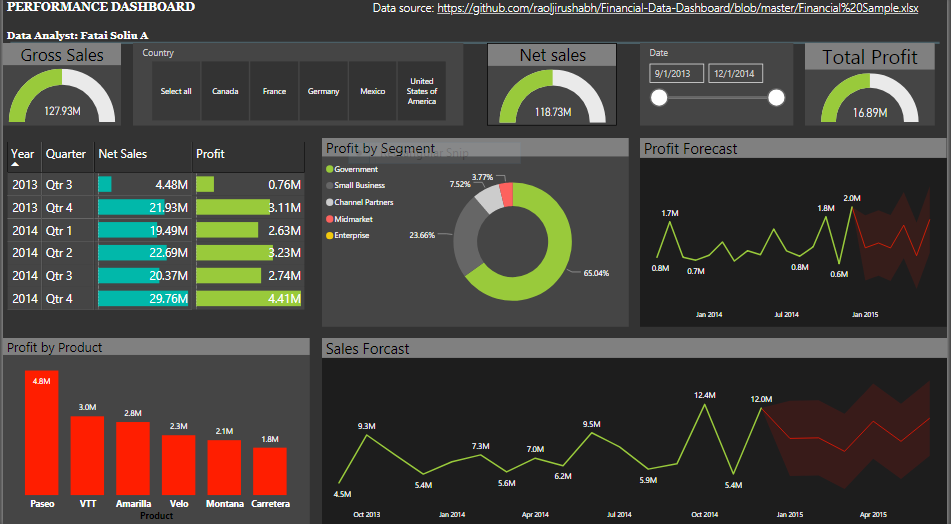 PERFORMANCE DASHBOARD
Data source: https://github.com/raoljirushabh/Financial-Data-Dashboard/blob/master/Financial%20Sample.xlsx
Data Analyst: Fatai Soliu A
Gross Sales
127.93M
Country
Select all
Canada
France
Germany
Mexico
United
States of
America
Net sales
118.73M
Date
9/1/2013
12/1/2014
Total Profit
16.89M
Year Quarter Net Sales Profit
2013 Qtr 3 4.48M 0.76M
2013 Qtr 4 21.93M 3.11M
2014 Qtr 1 19.49M 2.63M
2014 Qtr 2 22.69M 3.23M
2014 Qtr 3 20.37M 2.74M
2014 Qtr 4 29.76M 4.41M
Profit by Segment
Government
Small Business
Channel Partners
Midmarket
Enterprise
3.77%
7.52%
23.66%
65.04%
Profit Forecast
1.7M
0.8M
0.7M
0.8M
1.8M
0.6M
2.0M
Jan 2014
Jul 2014
Jan 2015
Profit by Product
4.8M
3.0M
2.8M
2.3M
2.1M
1.8M
Paseo
VTT
Amarilla
Velo
Montana
Carretera
Product
Sales Forcast
4.5M
9.3M
5.4M
7.3M
5.6M
7.0M
6.2M
9.5M
5.9M
12.4M
5.4M
12.0M
Oct 2013
Jan 2014
Apr 2014
Jul 2014
Oct 2014
Jan 2015
Apr 2015